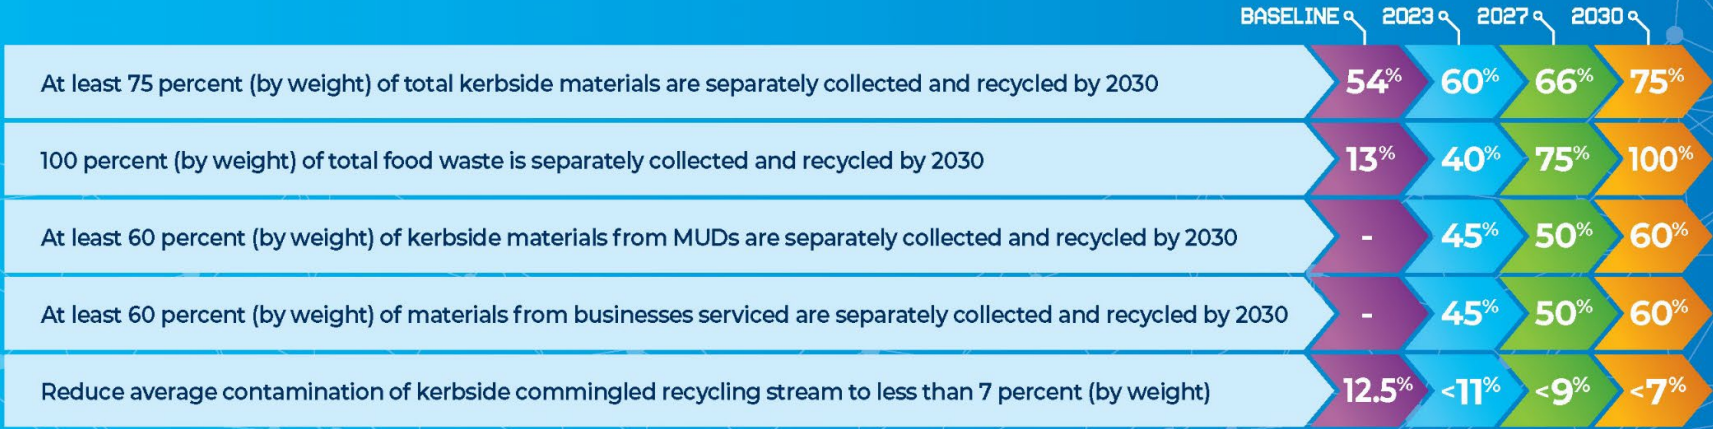 BASELINE 2023 2027 2030
At least 75 percent (by weight) of total kerbside materials are separately collected and recycled by 2030 54% 60% 66% 75%
100 percent (by weight) of total food waste is separately collected and recycled by 2030 13% 40% 75% 100%
At least 60 percent (by weight) of kerbside materials from MUDs are separately collected and recycled by 2030 - 45% 50% 60%
At least 60 percent (by weight) of materials from businesses serviced are separately collected and recycled by 2030 - 45% 50% 60%
Reduce average contamination of kerbside commingled recycling stream to less than 7 percent (by weight) 12.5% <11% <9% <7%